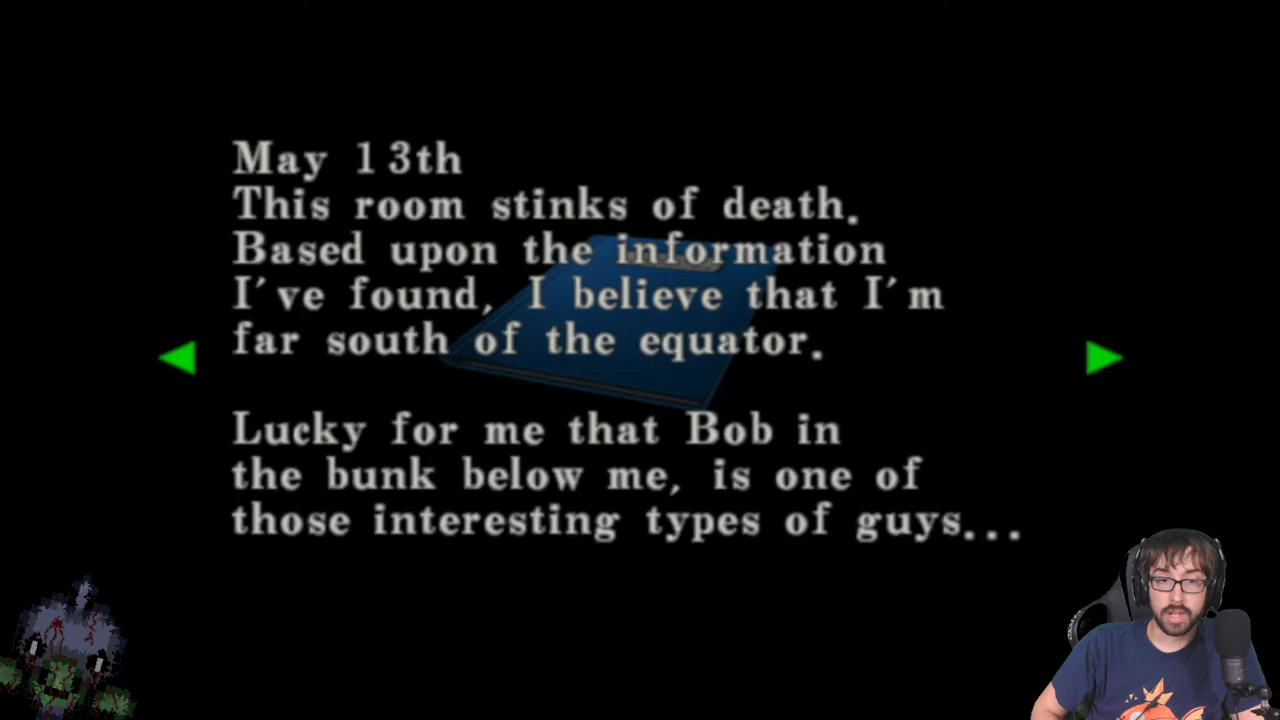 May 13th
This room stinks of death.
Based upon the information
I've found, I believe that I'm
far south of the equator.
Lucky for me that Bob in
the bunk below me, is one of
those interesting types of guys...